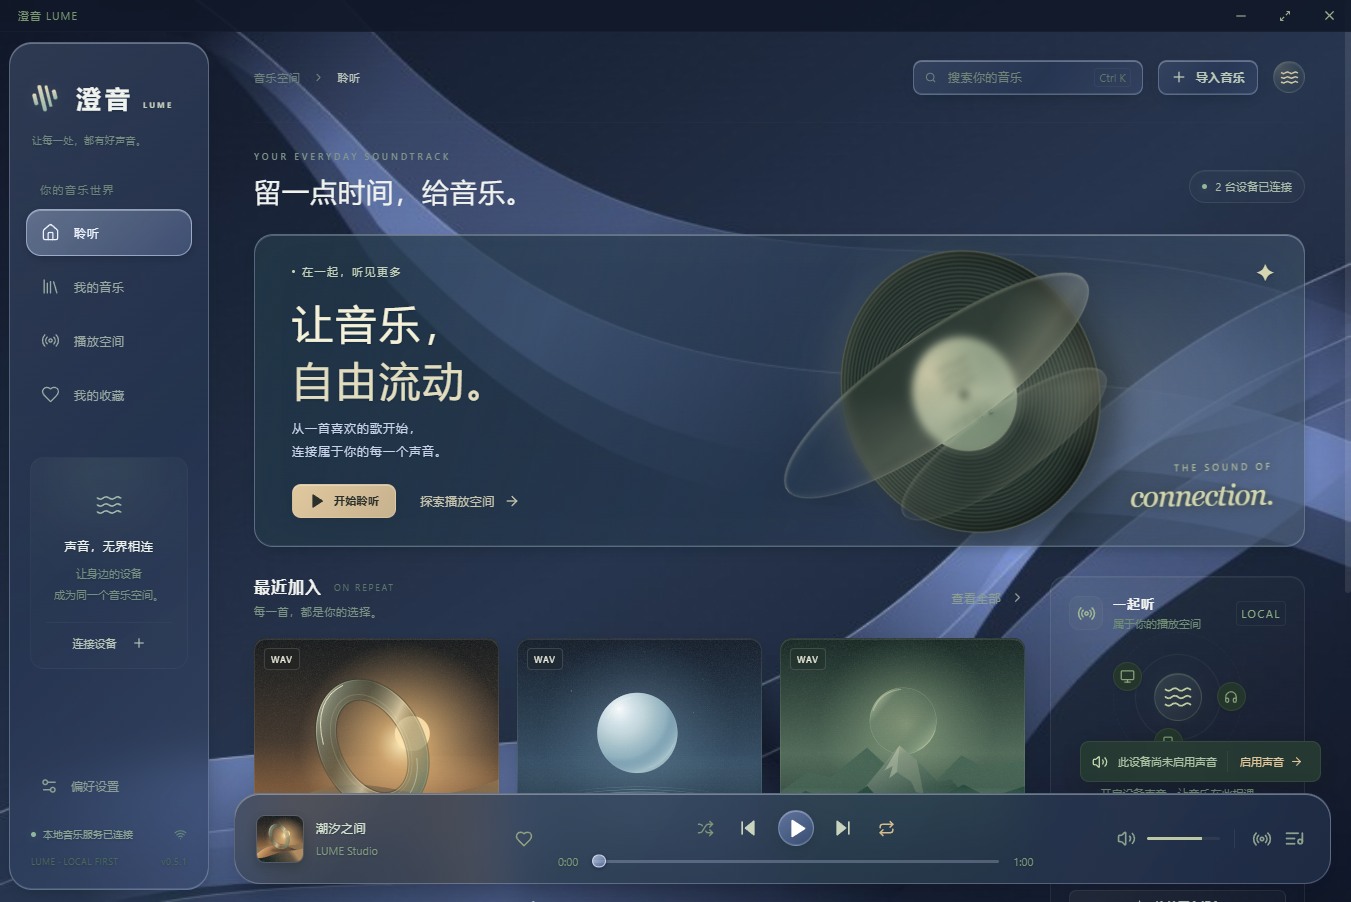 澄音 LUME
澄音 LUME
让每一处，都有好声音。
你的音乐世界
聆听
我的音乐
播放空间
我的收藏
声音，无界相连
让身边的设备
成为同一个音乐空间。
连接设备
偏好设置
本地音乐服务已连接
LUME · LOCAL FIRST v0.5.1
音乐空间 聆听
搜索你的音乐 Ctrl K
导入音乐
YOUR EVERYDAY SOUNDTRACK
留一点时间，给音乐。
2 台设备已连接
在一起，听见更多
让音乐，
自由流动。
从一首喜欢的歌开始，
连接属于你的每一个声音。
开始聆听 探索播放空间
THE SOUND OF
connection.
最近加入 ON REPEAT
每一首，都是你的选择。
查看全部
WAV
WAV
WAV
一起听
属于你的播放空间
LOCAL
此设备尚未启用声音 启用声音
潮汐之间
LUME Studio
0:00 1:00